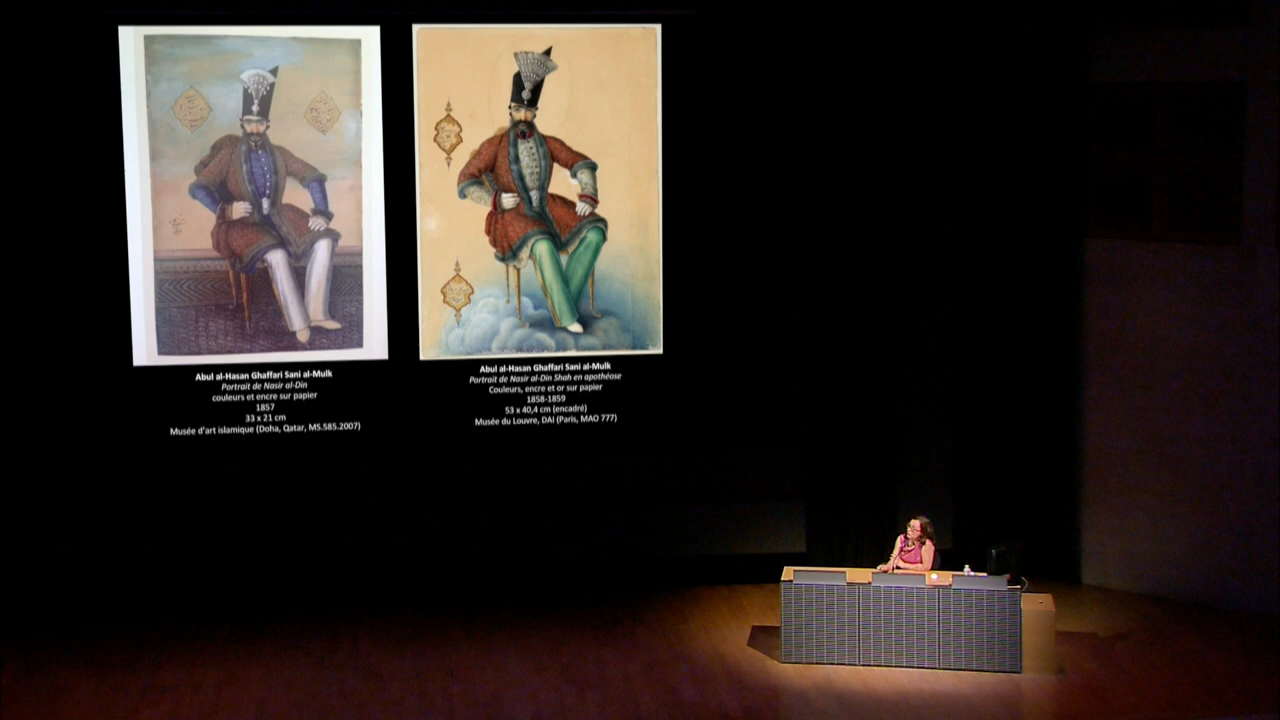 Abul al-Hasan Ghaffari Sani al-Mulk
Portrait de Nasir al-Din
couleurs et encre sur papier
1857
33 x 21 cm
Musée d'art islamique (Doha, Qatar, MS.585.2007)
Abul al-Hasan Ghaffari Sani al-Mulk
Portrait de Nasir al-Din Shah en apothéose
Couleurs, encre et or sur papier
1858-1859
53 x 40,4 cm (encadré)
Musée du Louvre, DAI (Paris, MAO 777)